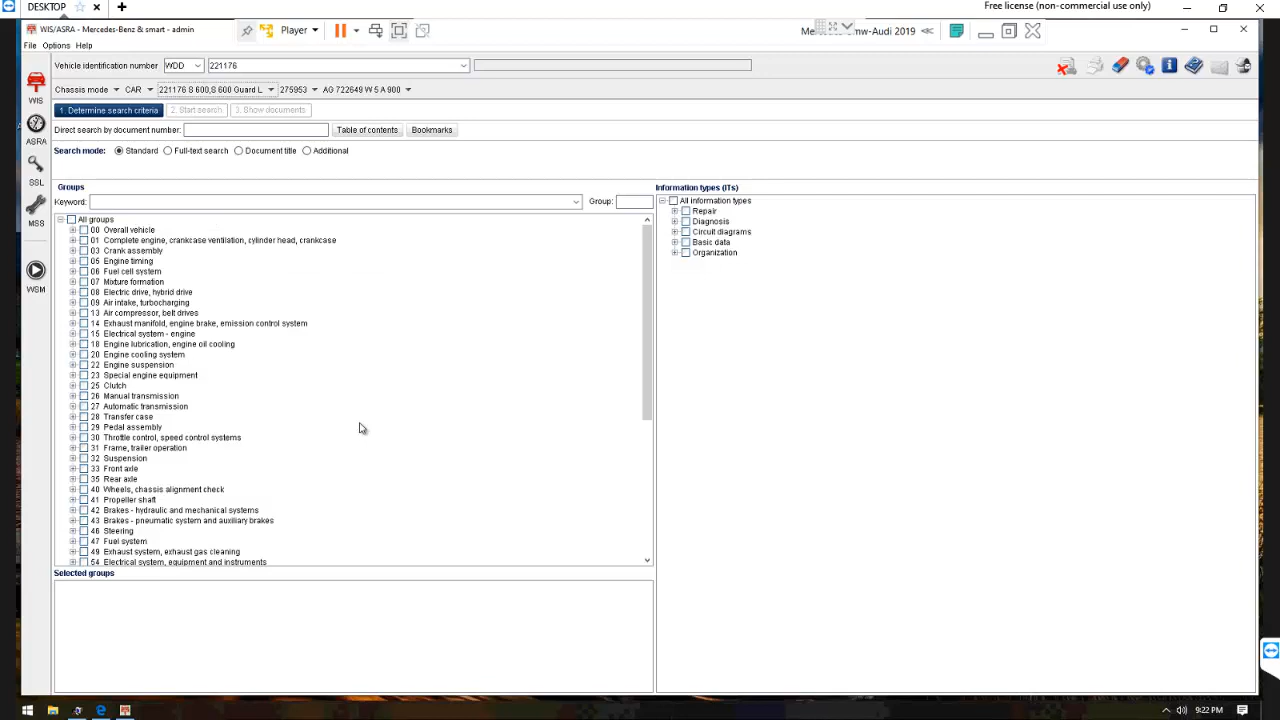 DESKTOP
Free license (non-commercial use only)
WIS/ASRA - Mercedes-Benz & smart - admin
Player
mw-Audi 2019
File Options Help
Vehicle identification number WDD 221176
Chassis mode CAR 221176 S 600,S 600 Guard L 275953 AG 722649 W 5 A 900
1. Determine search criteria 2. Start search 3. Show documents
Direct search by document number: Table of contents Bookmarks
Search mode: Standard Full-text search Document title Additional
WIS
ASRA
SSL
MSS
WSM
Groups
Keyword: Group:
All groups
00 Overall vehicle
01 Complete engine, crankcase ventilation, cylinder head, crankcase
03 Crank assembly
05 Engine timing
06 Fuel cell system
07 Mixture formation
08 Electric drive, hybrid drive
09 Air intake, turbocharging
13 Air compressor, belt drives
14 Exhaust manifold, engine brake, emission control system
15 Electrical system - engine
18 Engine lubrication, engine oil cooling
20 Engine cooling system
22 Engine suspension
23 Special engine equipment
25 Clutch
26 Manual transmission
27 Automatic transmission
28 Transfer case
29 Pedal assembly
30 Throttle control, speed control systems
31 Frame, trailer operation
32 Suspension
33 Front axle
35 Rear axle
40 Wheels, chassis alignment check
41 Propeller shaft
42 Brakes - hydraulic and mechanical systems
43 Brakes - pneumatic system and auxiliary brakes
46 Steering
47 Fuel system
49 Exhaust system, exhaust gas cleaning
54 Electrical system, equipment and instruments
Selected groups
Information types (ITs)
All information types
Repair
Diagnosis
Circuit diagrams
Basic data
Organization
9:22 PM